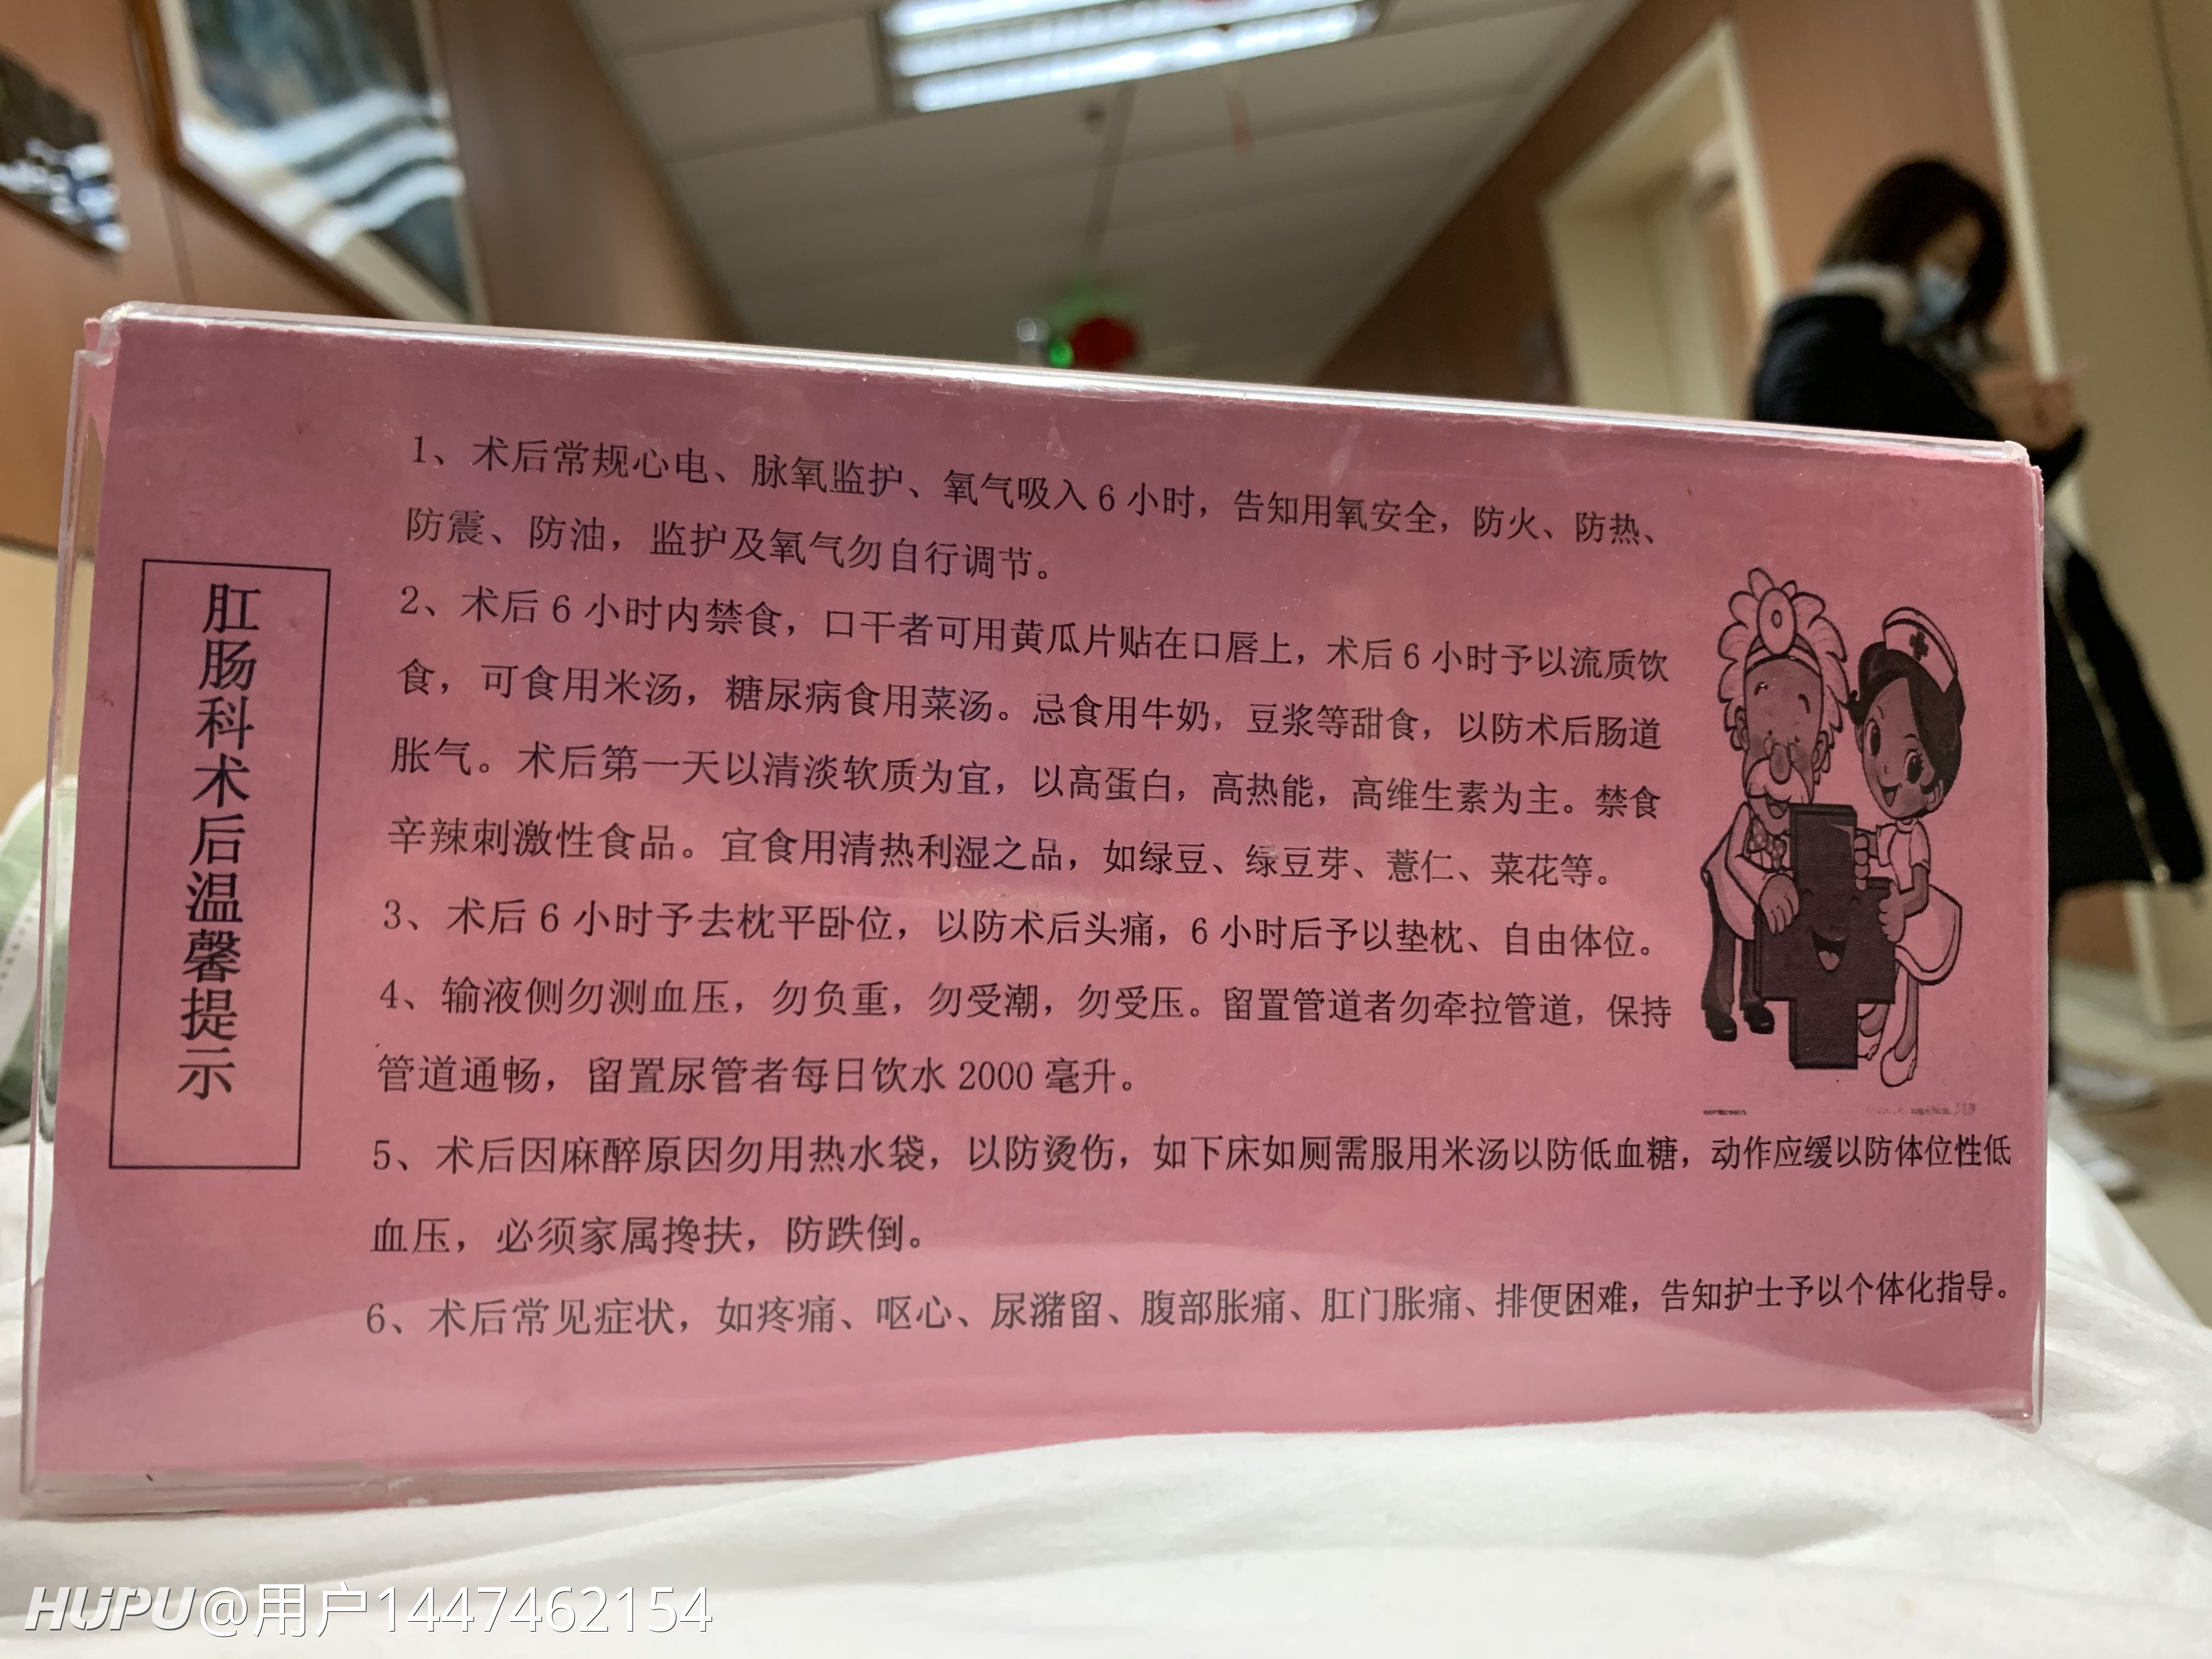 肛肠科术后温馨提示
1、术后常规心电、脉氧监护、氧气吸入6小时，告知用氧安全，防火、防热、
防震、防油，监护及氧气勿自行调节。
2、术后6小时内禁食，口干者可用黄瓜片贴在口唇上，术后6小时予以流质饮
食，可食用米汤，糖尿病食用菜汤。忌食用牛奶，豆浆等甜食，以防术后肠道
胀气。术后第一天以清淡软质为宜，以高蛋白，高热能，高维生素为主。禁食
辛辣刺激性食品。宜食用清热利湿之品，如绿豆、绿豆芽、薏仁、菜花等。
3、术后6小时予去枕平卧位，以防术后头痛，6小时后予以垫枕、自由体位。
4、输液侧勿测血压，勿负重，勿受潮，勿受压。留置管道者勿牵拉管道，保持
管道通畅，留置尿管者每日饮水2000毫升。
5、术后因麻醉原因勿用热水袋，以防烫伤，如下床如厕需服用米汤以防低血糖，动作应缓以防体位性低
血压，必须家属搀扶，防跌倒。
6、术后常见症状，如疼痛、呕心、尿潴留、腹部胀痛、肛门胀痛、排便困难，告知护士予以个体化指导。
HUPU@用户1447462154